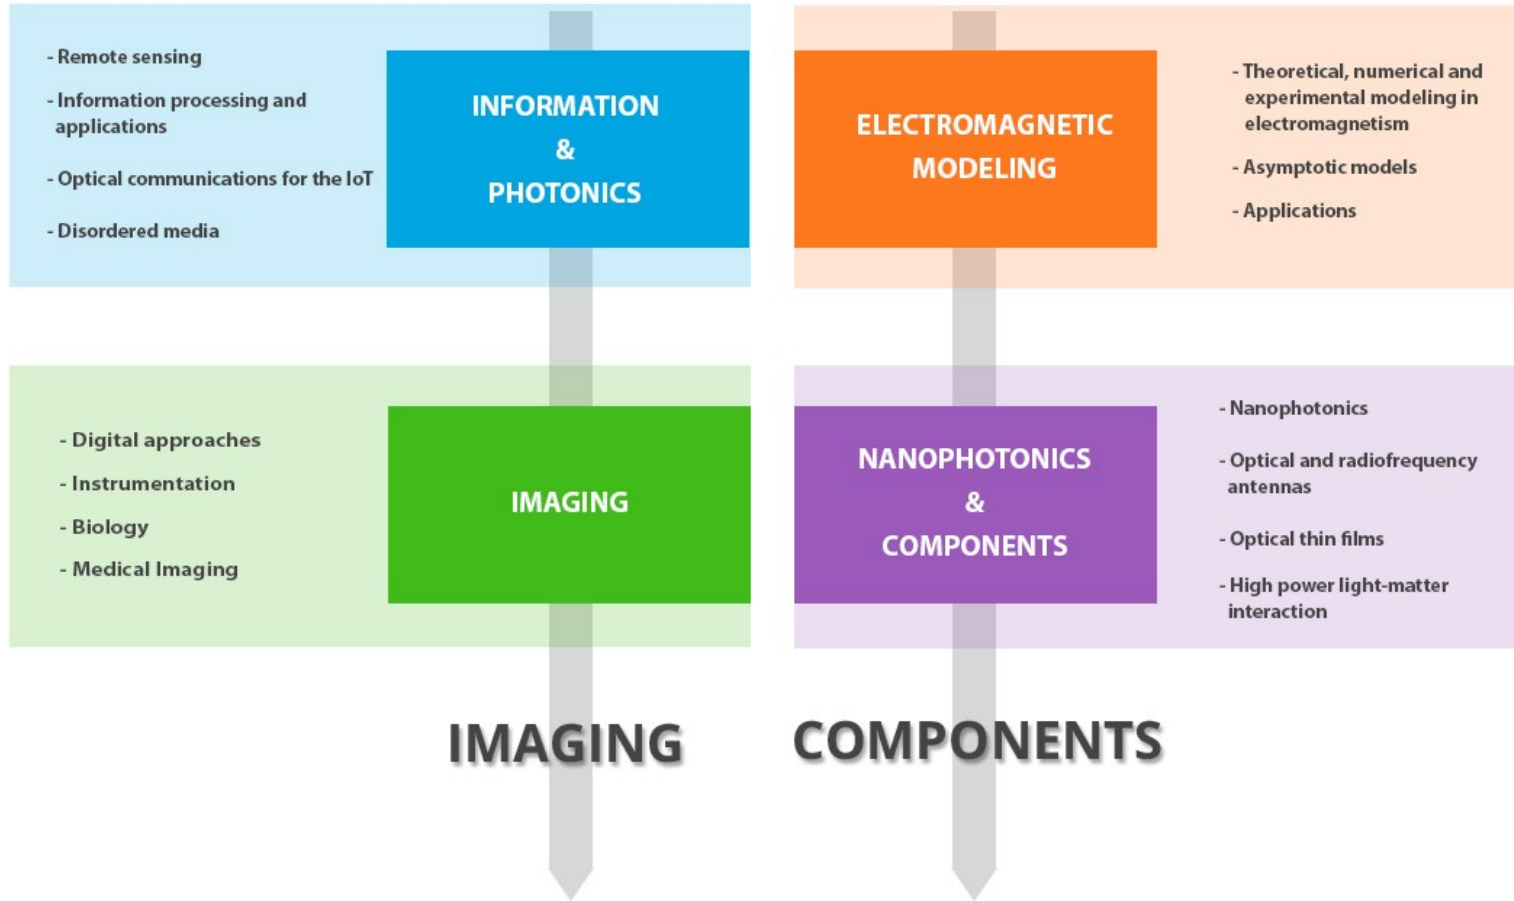 - Remote sensing
- Information processing and
applications
- Optical communications for the IoT
- Disordered media
INFORMATION
&
PHOTONICS
ELECTROMAGNETIC
MODELING
- Theoretical, numerical and
experimental modeling in
electromagnetism
- Asymptotic models
- Applications
- Digital approaches
- Instrumentation
- Biology
- Medical Imaging
IMAGING
NANOPHOTONICS
&
COMPONENTS
- Nanophotonics
- Optical and radiofrequency
antennas
- Optical thin films
- High power light-matter
interaction
IMAGING
COMPONENTS